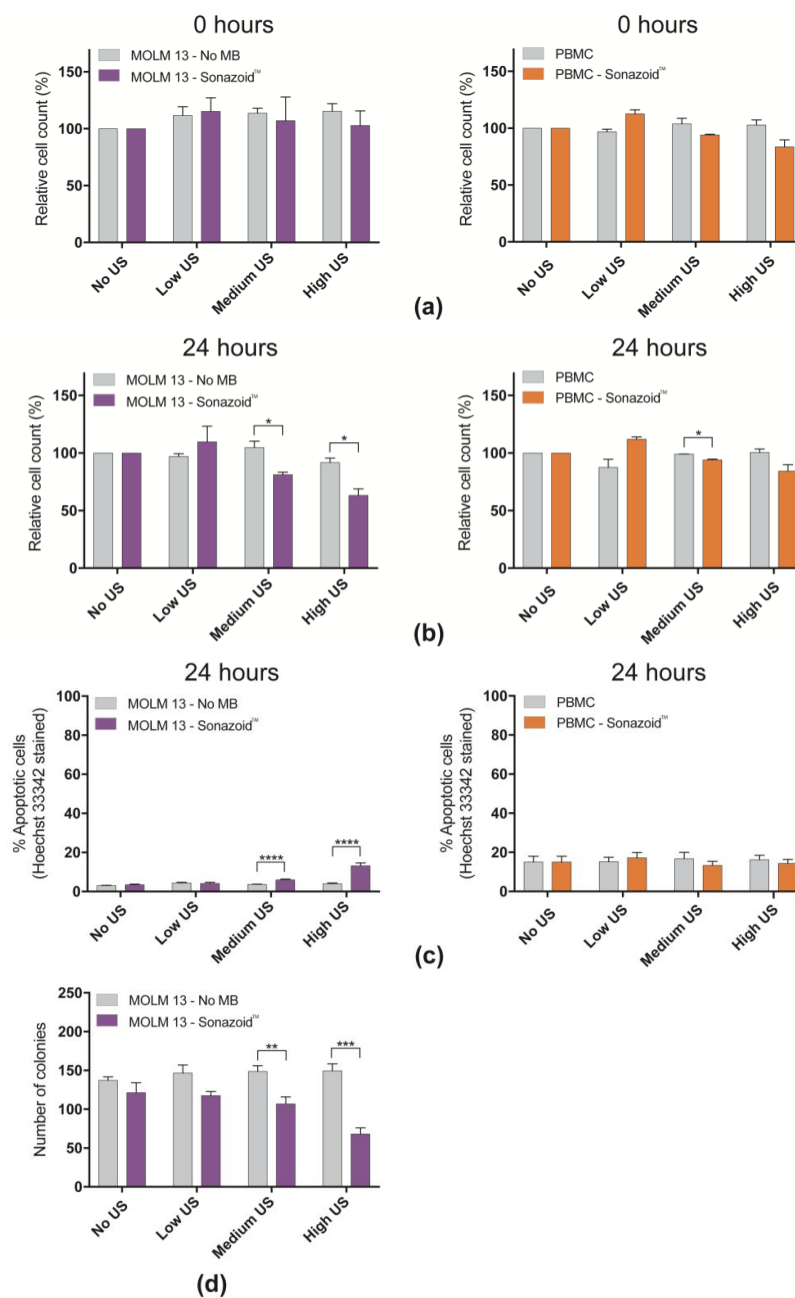 0 hours
MOLM 13 - No MB
MOLM 13 - Sonazoid™
Relative cell count (%)
150
100
50
0
No US
Low US
Medium US
High US
0 hours
PBMC
PBMC - Sonazoid™
Relative cell count (%)
150
100
50
0
No US
Low US
Medium US
High US
(a)
24 hours
MOLM 13 - No MB
MOLM 13 - Sonazoid™
Relative cell count (%)
150
100
50
0
*
*
No US
Low US
Medium US
High US
24 hours
PBMC
PBMC - Sonazoid™
Relative cell count (%)
150
100
50
0
*
No US
Low US
Medium US
High US
(b)
24 hours
MOLM 13 - No MB
MOLM 13 - Sonazoid™
% Apoptotic cells
(Hoechst 33342 stained)
100
80
60
40
20
0
****
****
No US
Low US
Medium US
High US
24 hours
PBMC
PBMC - Sonazoid™
% Apoptotic cells
(Hoechst 33342 stained)
100
80
60
40
20
0
No US
Low US
Medium US
High US
(c)
MOLM 13 - No MB
MOLM 13 - Sonazoid™
Number of colonies
250
200
150
100
50
0
**
***
No US
Low US
Medium US
High US
(d)